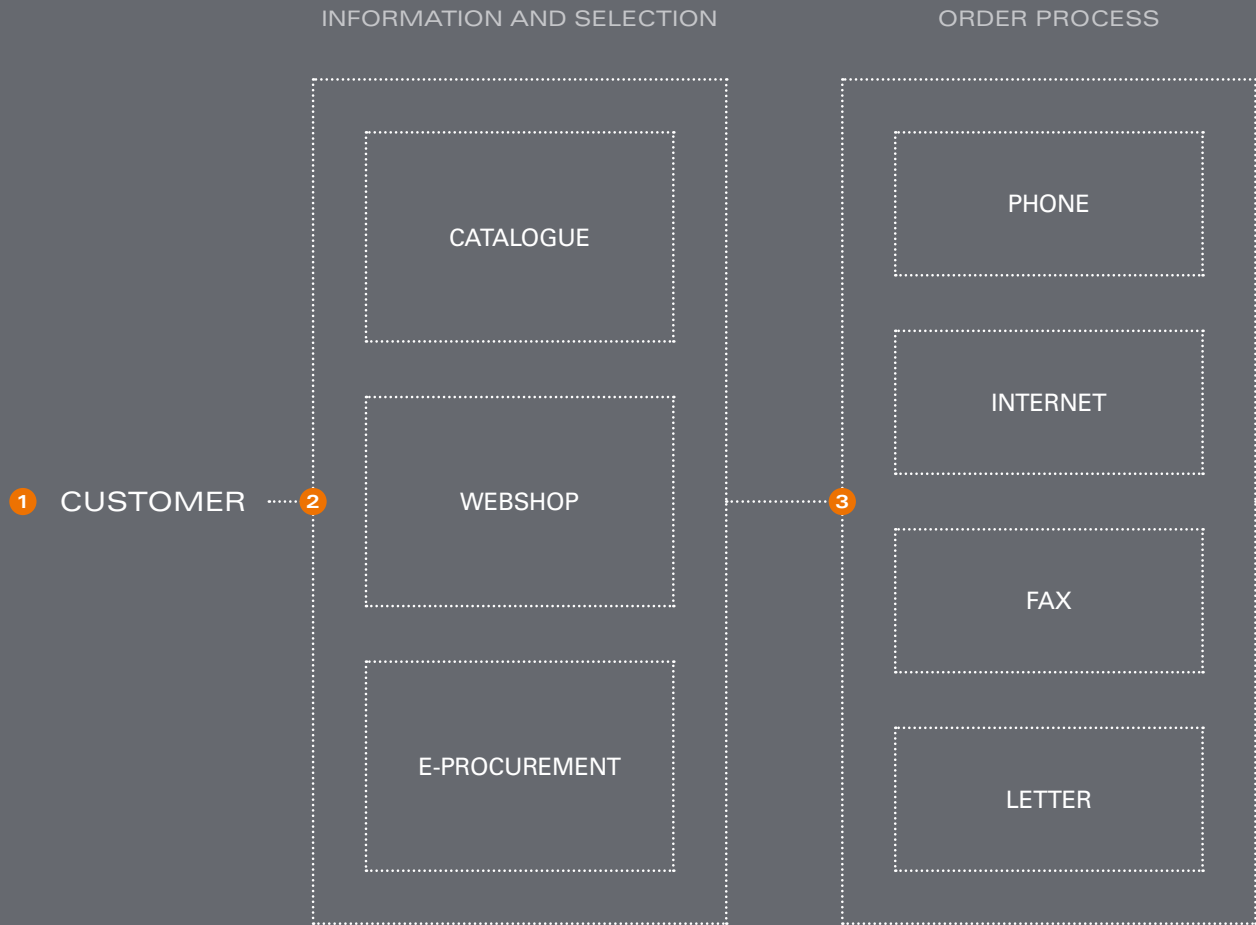 INFORMATION AND SELECTION
ORDER PROCESS
CATALOGUE
PHONE
INTERNET
1 CUSTOMER
2
WEBSHOP
3
FAX
E-PROCUREMENT
LETTER